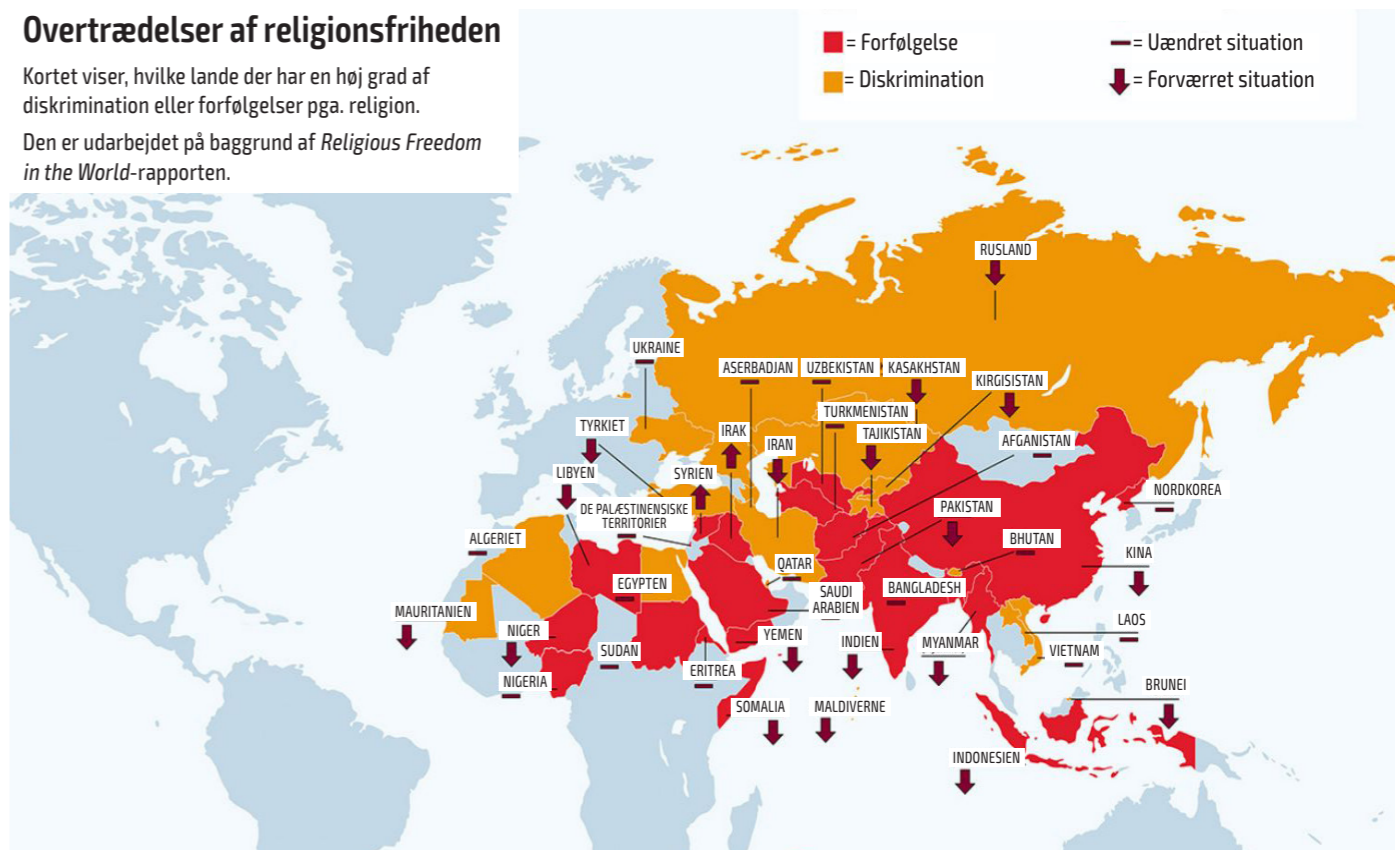 Overtrædelser af religionsfriheden
Kortet viser, hvilke lande der har en høj grad af
diskrimination eller forfølgelser pga. religion.
Den er udarbejdet på baggrund af Religious Freedom
in the World-rapporten.
= Forfølgelse
= Diskrimination
= Uændret situation
= Forværret situation
RUSLAND
UKRAINE
ASERBADJAN
UZBEKISTAN
KASAKHSTAN
KIRGISISTAN
TURKMENISTAN
TYRKIET
IRAK
IRAN
TAJIKISTAN
AFGANISTAN
LIBYEN
SYRIEN
NORDKOREA
DE PALÆSTINENSISKE
TERRITORIER
PAKISTAN
ALGERIET
BHUTAN
KINA
QATAR
EGYPTEN
SAUDI
ARABIEN
BANGLADESH
MAURITANIEN
LAOS
NIGER
YEMEN
INDIEN
MYANMAR
SUDAN
VIETNAM
ERITREA
NIGERIA
BRUNEI
SOMALIA
MALDIVERNE
INDONESIEN